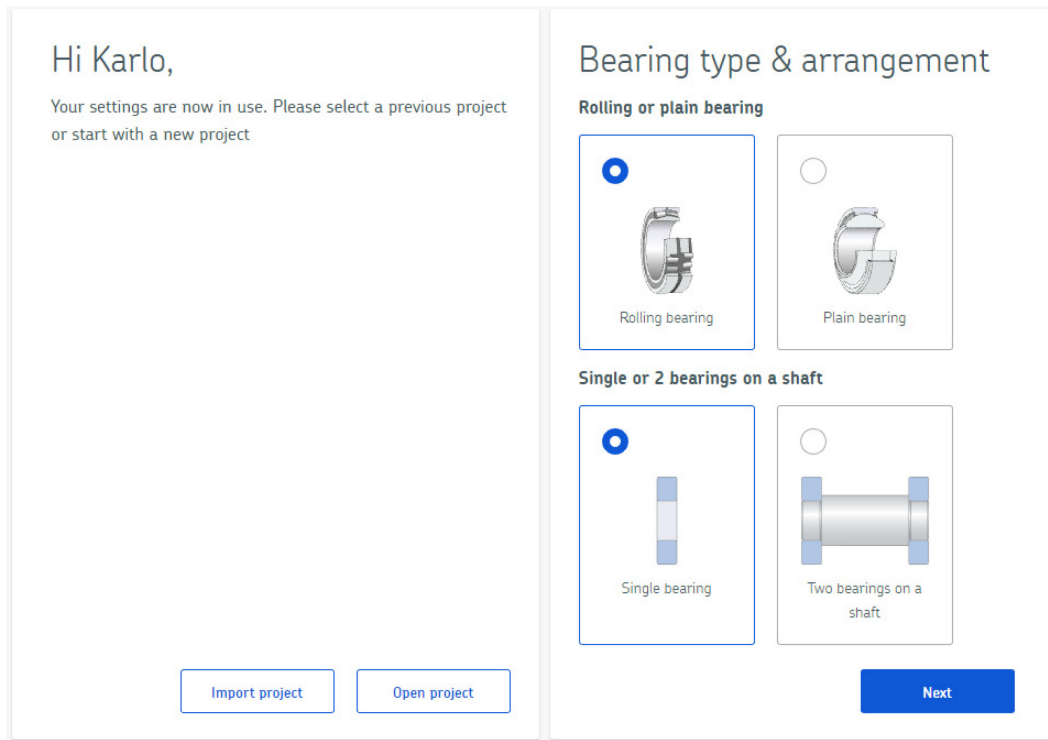 Hi Karlo,
Your settings are now in use. Please select a previous project
or start with a new project
Import project
Open project
Bearing type & arrangement
Rolling or plain bearing
Rolling bearing
Plain bearing
Single or 2 bearings on a shaft
Single bearing
Two bearings on a
shaft
Next